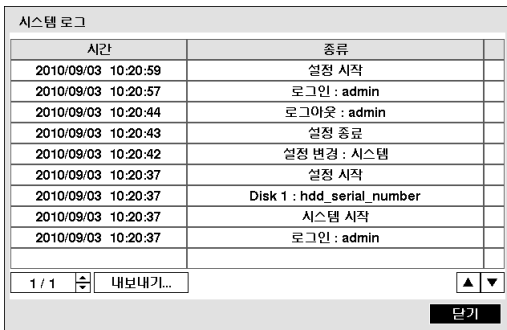 시스템 로그
시간 종류
2010/09/03 10:20:59 설정 시작
2010/09/03 10:20:57 로그인 : admin
2010/09/03 10:20:44 로그아웃 : admin
2010/09/03 10:20:43 설정 종료
2010/09/03 10:20:42 설정 변경 : 시스템
2010/09/03 10:20:37 설정 시작
2010/09/03 10:20:37 Disk 1 : hdd_serial_number
2010/09/03 10:20:37 시스템 시작
2010/09/03 10:20:37 로그인 : admin
1 / 1 내보내기...
닫기